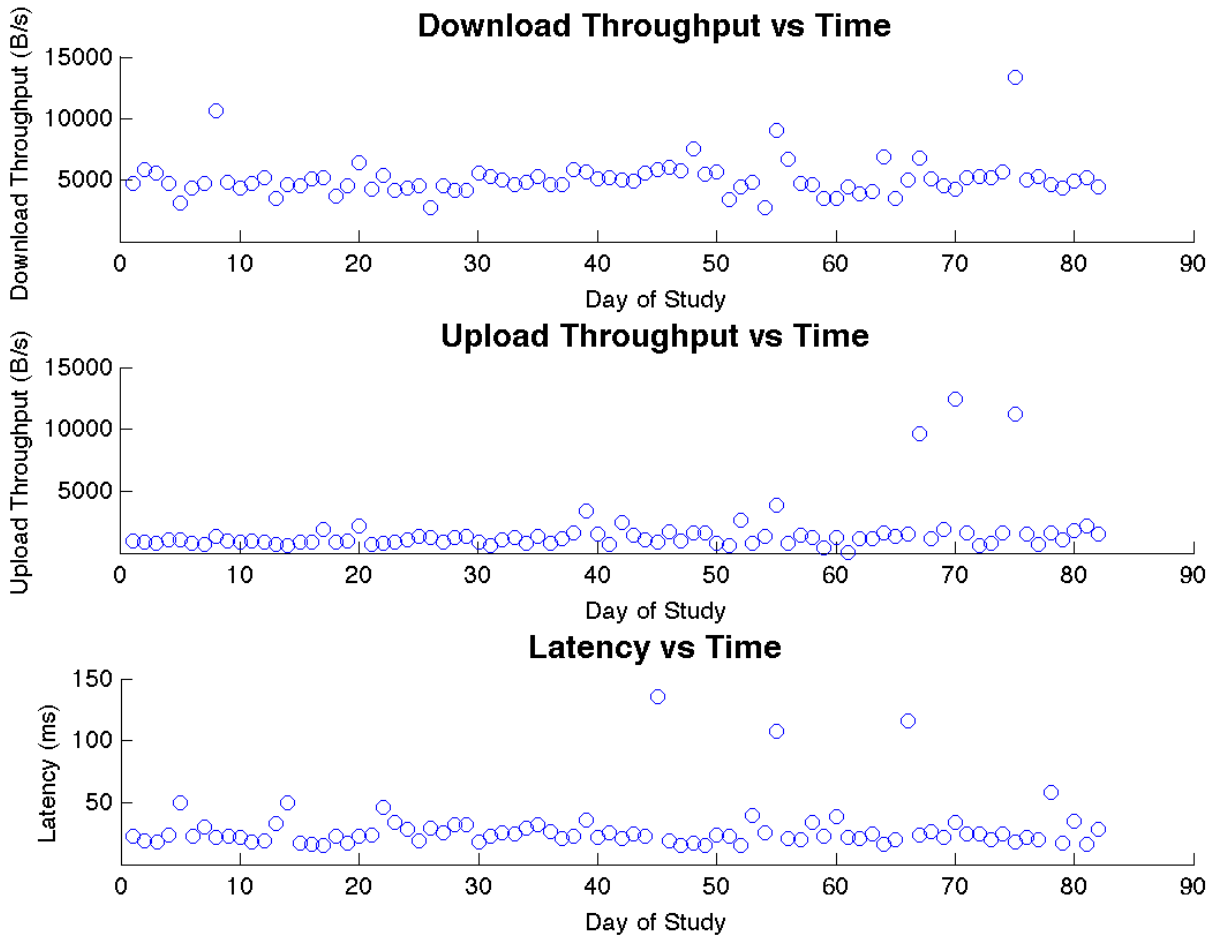 Download Throughput vs Time
Download Throughput (B/s)
15000
10000
5000
0 10 20 30 40 50 60 70 80 90
Day of Study
Upload Throughput vs Time
Upload Throughput (B/s)
15000
10000
5000
0 10 20 30 40 50 60 70 80 90
Day of Study
Latency vs Time
Latency (ms)
150
100
50
0 10 20 30 40 50 60 70 80 90
Day of Study